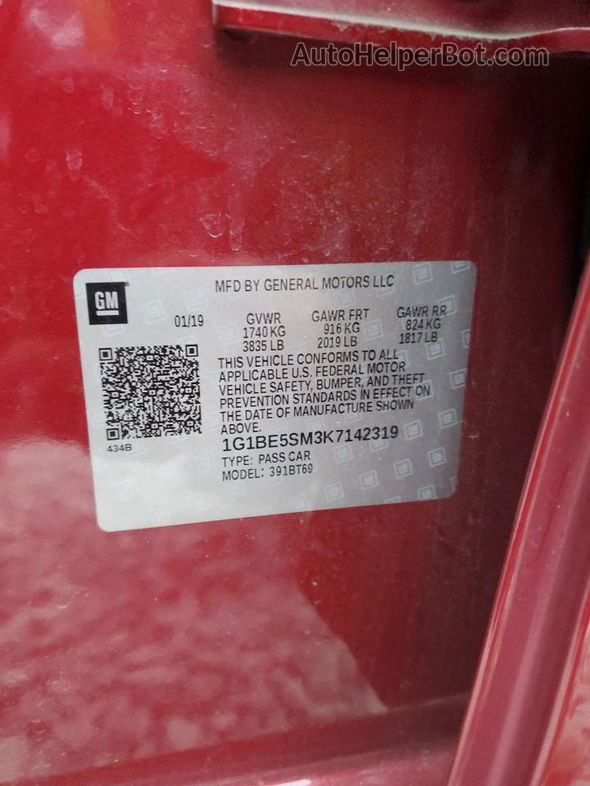 AutoHelperBot.com
GM
MFD BY GENERAL MOTORS LLC
01/19 GVWR GAWR FRT GAWR RR
1740 KG 916 KG 824 KG
3835 LB 2019 LB 1817 LB
THIS VEHICLE CONFORMS TO ALL
APPLICABLE U.S. FEDERAL MOTOR
VEHICLE SAFETY, BUMPER, AND THEFT
PREVENTION STANDARDS IN EFFECT ON
THE DATE OF MANUFACTURE SHOWN
ABOVE.
434B
1G1BE5SM3K7142319
TYPE: PASS CAR
MODEL: 391BT69